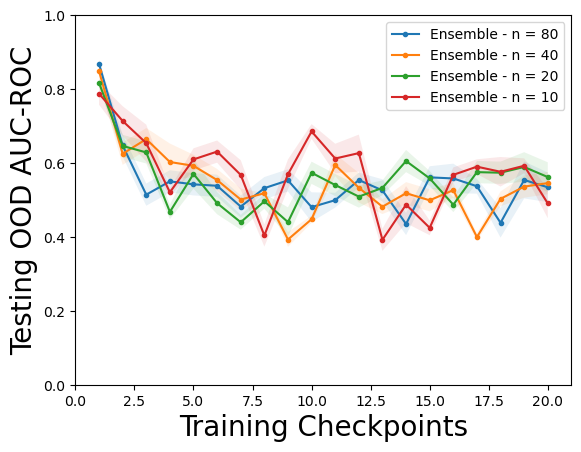 Testing OOD AUC-ROC
1.0
0.8
0.6
0.4
0.2
0.0
Ensemble - n = 80
Ensemble - n = 40
Ensemble - n = 20
Ensemble - n = 10
0.0 2.5 5.0 7.5 10.0 12.5 15.0 17.5 20.0
Training Checkpoints